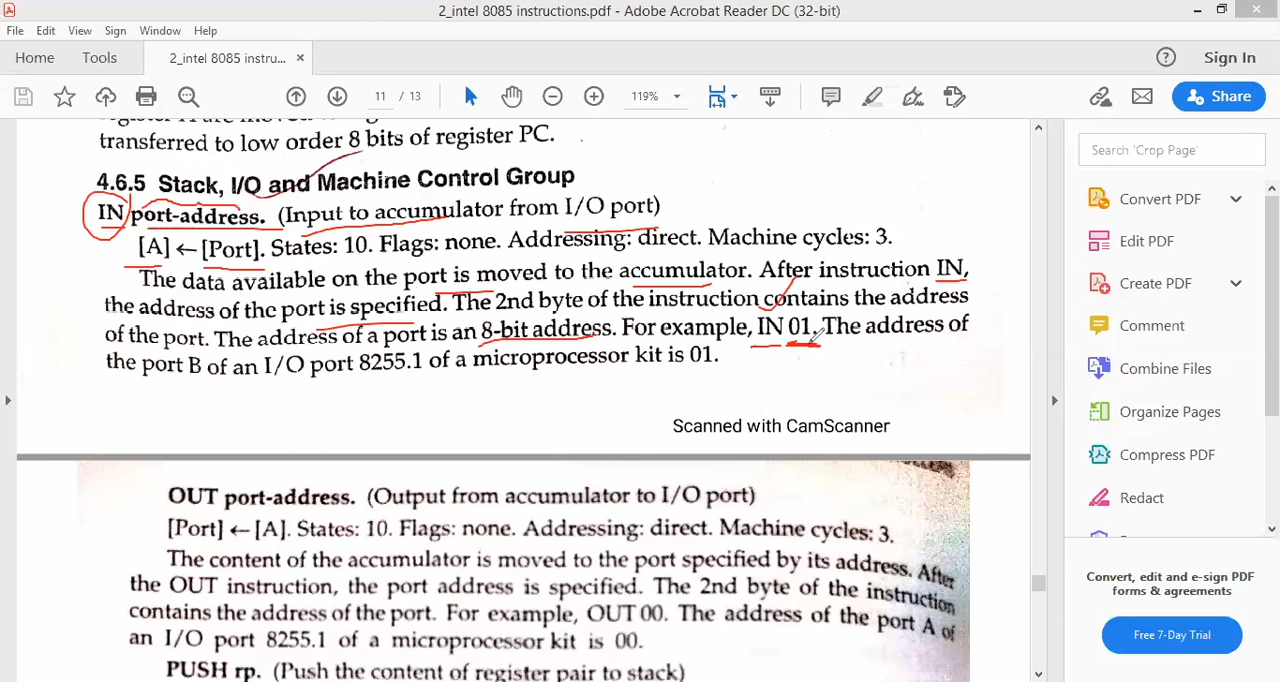 2_intel 8085 instructions.pdf - Adobe Acrobat Reader DC (32-bit)
File Edit View Sign Window Help
Home Tools 2_intel 8085 instru... × Sign In
11 / 13 119% Share
transferred to low order 8 bits of register PC.
4.6.5 Stack, I/O and Machine Control Group
IN port-address. (Input to accumulator from I/O port)
[A] ← [Port]. States: 10. Flags: none. Addressing: direct. Machine cycles: 3.
The data available on the port is moved to the accumulator. After instruction IN,
the address of the port is specified. The 2nd byte of the instruction contains the address
of the port. The address of a port is an 8-bit address. For example, IN 01. The address of
the port B of an I/O port 8255.1 of a microprocessor kit is 01.
Scanned with CamScanner
OUT port-address. (Output from accumulator to I/O port)
[Port] ← [A]. States: 10. Flags: none. Addressing: direct. Machine cycles: 3.
The content of the accumulator is moved to the port specified by its address. After
the OUT instruction, the port address is specified. The 2nd byte of the instruction
contains the address of the port. For example, OUT 00. The address of the port A of
an I/O port 8255.1 of a microprocessor kit is 00.
PUSH rp. (Push the content of register pair to stack)
Search 'Crop Page'
Convert PDF
Edit PDF
Create PDF
Comment
Combine Files
Organize Pages
Compress PDF
Redact
Convert, edit and e-sign PDF
forms & agreements
Free 7-Day Trial